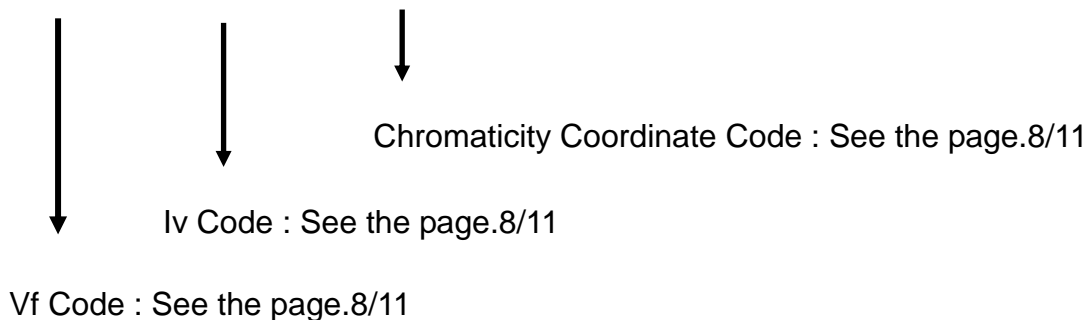 Chromaticity Coordinate Code : See the page.8/11
Iv Code : See the page.8/11
Vf Code : See the page.8/11